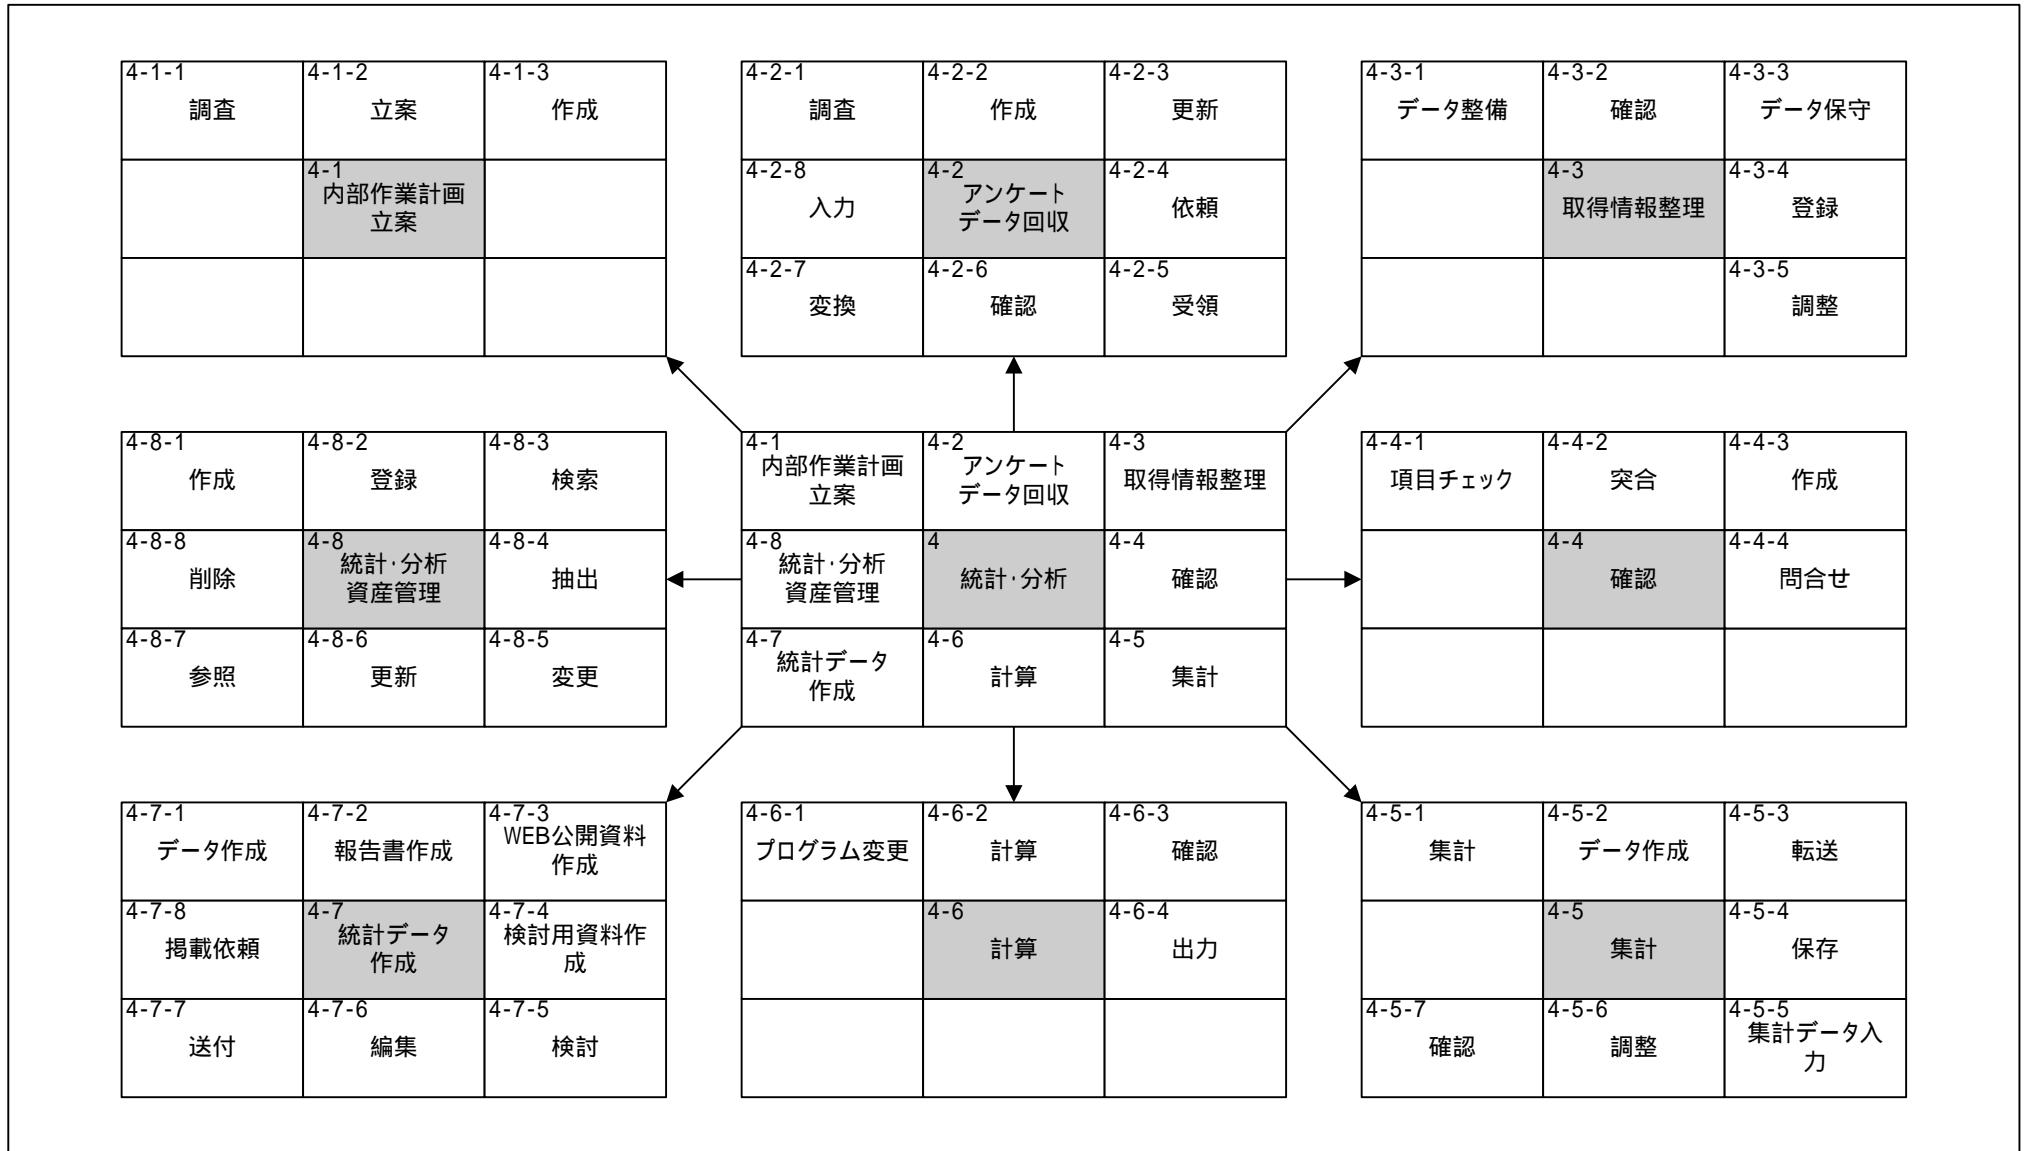 4-1-1
調査
4-1-2
立案
4-1-3
作成
4-1
内部作業計画
立案
4-2-1
調査
4-2-2
作成
4-2-3
更新
4-2-8
入力
4-2
アンケート
データ回収
4-2-4
依頼
4-2-7
変換
4-2-6
確認
4-2-5
受領
4-3-1
データ整備
4-3-2
確認
4-3-3
データ保守
4-3
取得情報整理
4-3-4
登録
4-3-5
調整
4-8-1
作成
4-8-2
登録
4-8-3
検索
4-8-8
削除
4-8
統計･分析
資産管理
4-8-4
抽出
4-8-7
参照
4-8-6
更新
4-8-5
変更
4-1
内部作業計画
立案
4-2
アンケート
データ回収
4-3
取得情報整理
4-8
統計･分析
資産管理
4
統計･分析
4-4
確認
4-7
統計データ
作成
4-6
計算
4-5
集計
4-4-1
項目チェック
4-4-2
突合
4-4-3
作成
4-4
確認
4-4-4
問合せ
4-7-1
データ作成
4-7-2
報告書作成
4-7-3
WEB公開資料
作成
4-7-8
掲載依頼
4-7
統計データ
作成
4-7-4
検討用資料作
成
4-7-7
送付
4-7-6
編集
4-7-5
検討
4-6-1
プログラム変更
4-6-2
計算
4-6-3
確認
4-6
計算
4-6-4
出力
4-5-1
集計
4-5-2
データ作成
4-5-3
転送
4-5
集計
4-5-4
保存
4-5-7
確認
4-5-6
調整
4-5-5
集計データ入
力